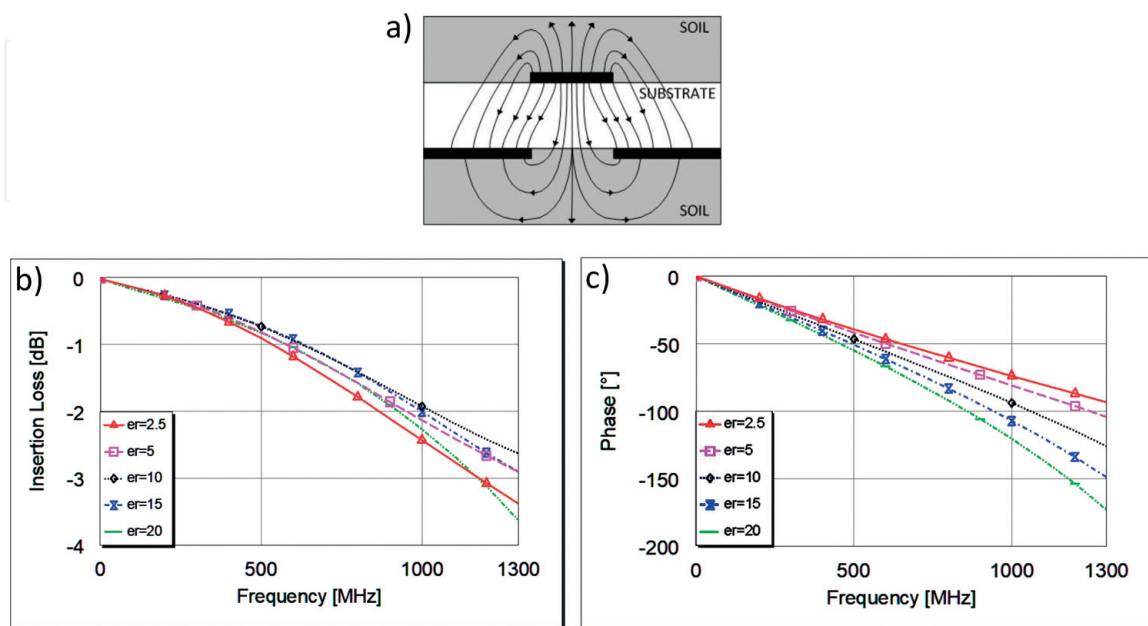 a)
SOIL
SUBSTRATE
SOIL
b)
Insertion Loss [dB]
0
-1
-2
-3
-4
er=2.5
er=5
er=10
er=15
er=20
0 500 1000 1300
Frequency [MHz]
c)
Phase [°]
0
-50
-100
-150
-200
er=2.5
er=5
er=10
er=15
er=20
0 500 1000 1300
Frequency [MHz]